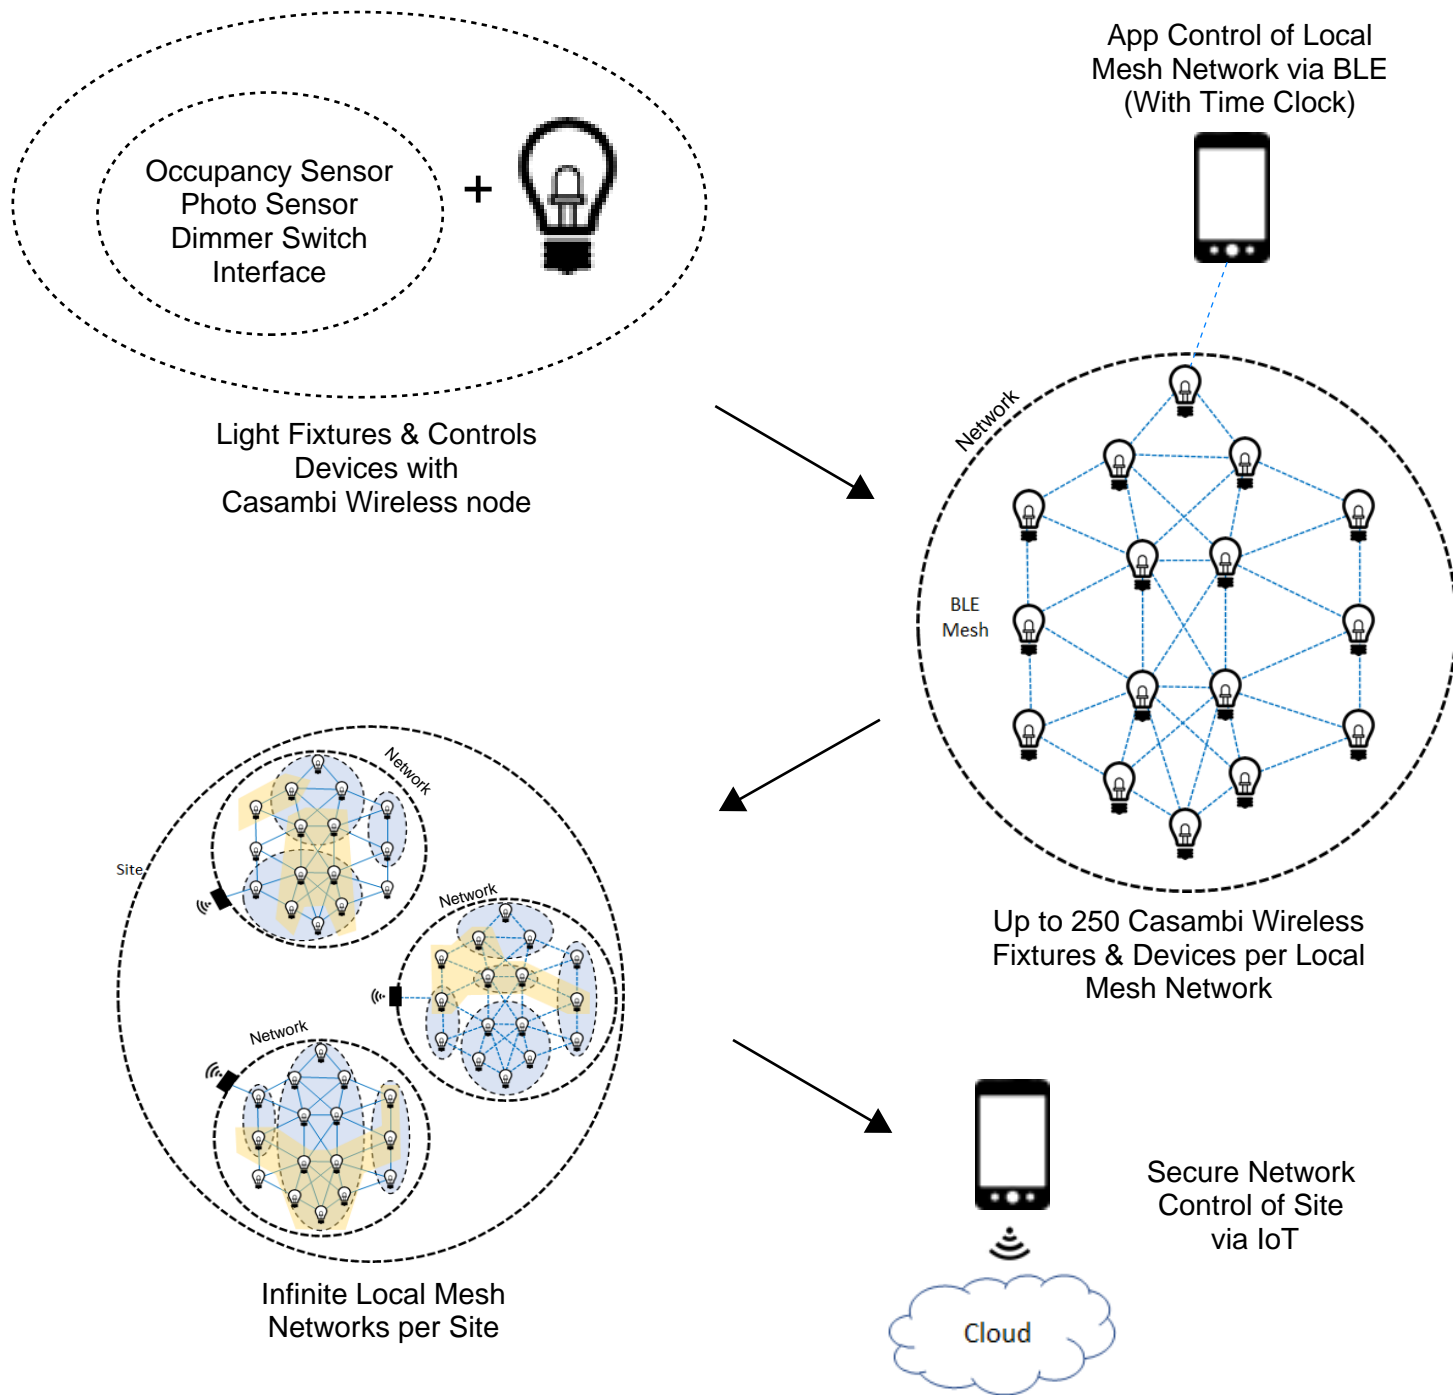 Occupancy Sensor
Photo Sensor
Dimmer Switch
Interface
+
Light Fixtures & Controls
Devices with
Casambi Wireless node
App Control of Local
Mesh Network via BLE
(With Time Clock)
Network
BLE
Mesh
Up to 250 Casambi Wireless
Fixtures & Devices per Local
Mesh Network
Site
Network
Network
Network
Infinite Local Mesh
Networks per Site
Secure Network
Control of Site
via IoT
Cloud